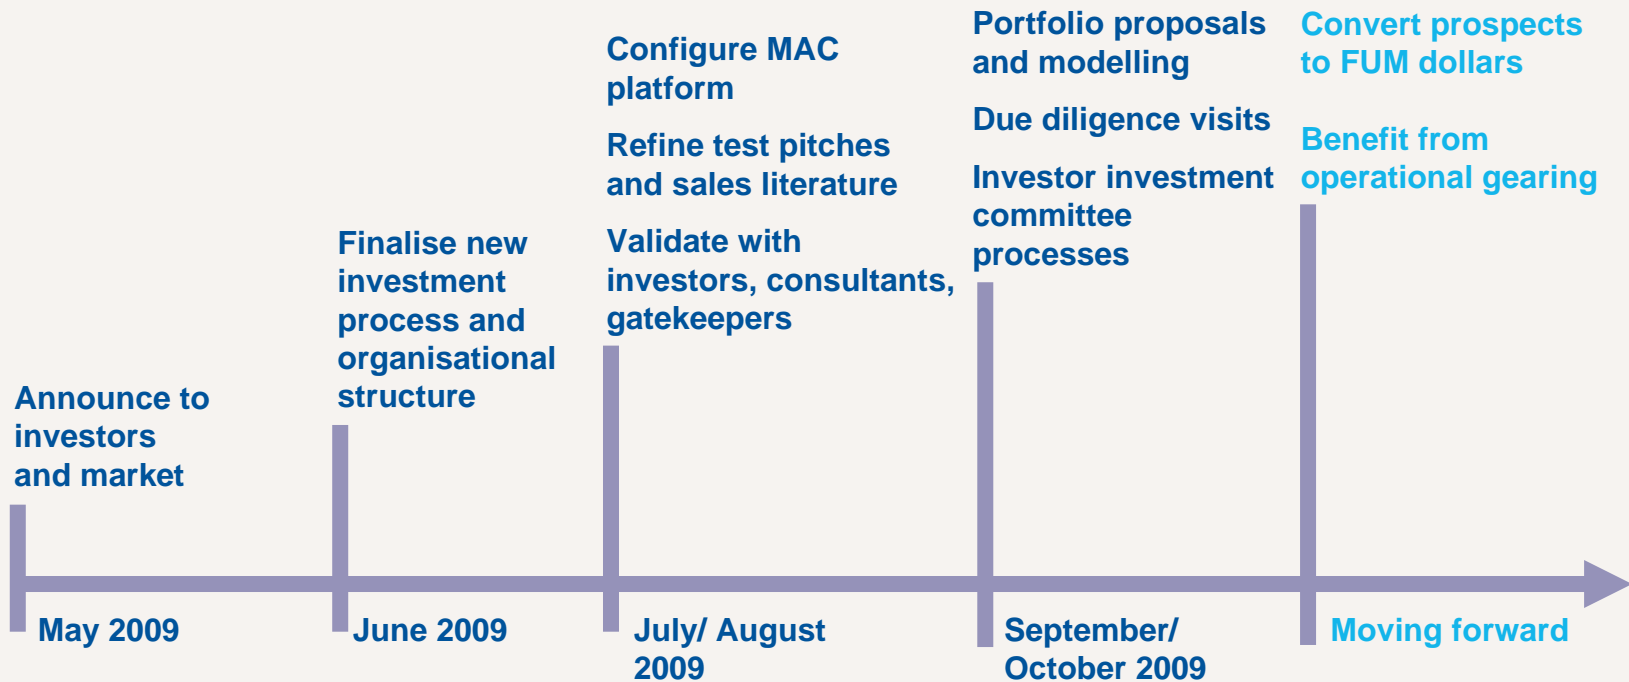 Announce to
investors
and market
May 2009
Finalise new
investment
process and
organisational
structure
June 2009
Configure MAC
platform
Refine test pitches
and sales literature
Validate with
investors, consultants,
gatekeepers
July/ August
2009
Portfolio proposals
and modelling
Due diligence visits
Investor investment
committee
processes
September/
October 2009
Convert prospects
to FUM dollars
Benefit from
operational gearing
Moving forward